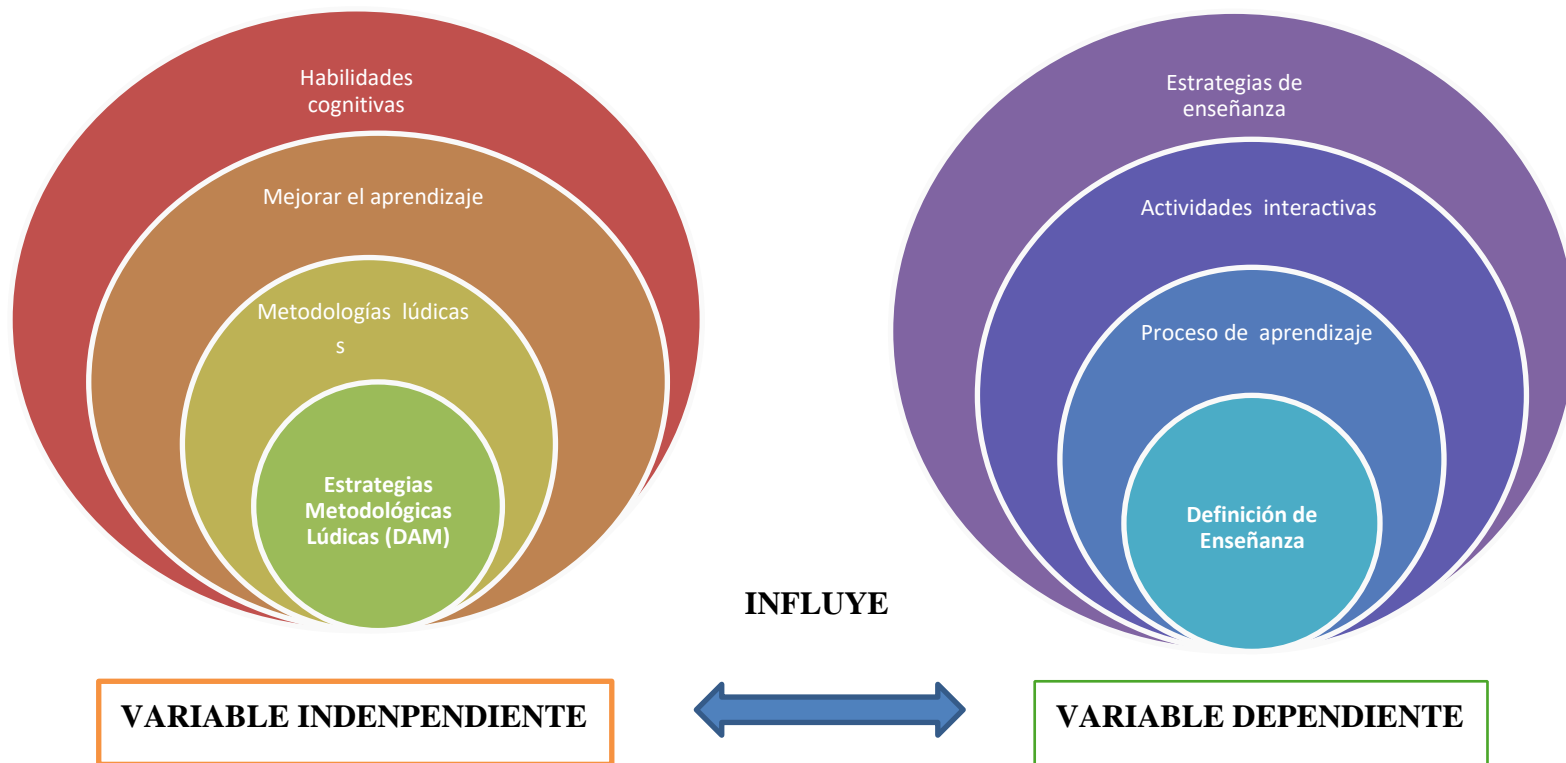 Habilidades
cognitivas
Mejorar el aprendizaje
Metodologías lúdicas
s
Estrategias
Metodológicas
Lúdicas (DAM)
Estrategias de
enseñanza
Actividades interactivas
Proceso de aprendizaje
Definición de
Enseñanza
INFLUYE
VARIABLE INDENPENDIENTE
VARIABLE DEPENDIENTE